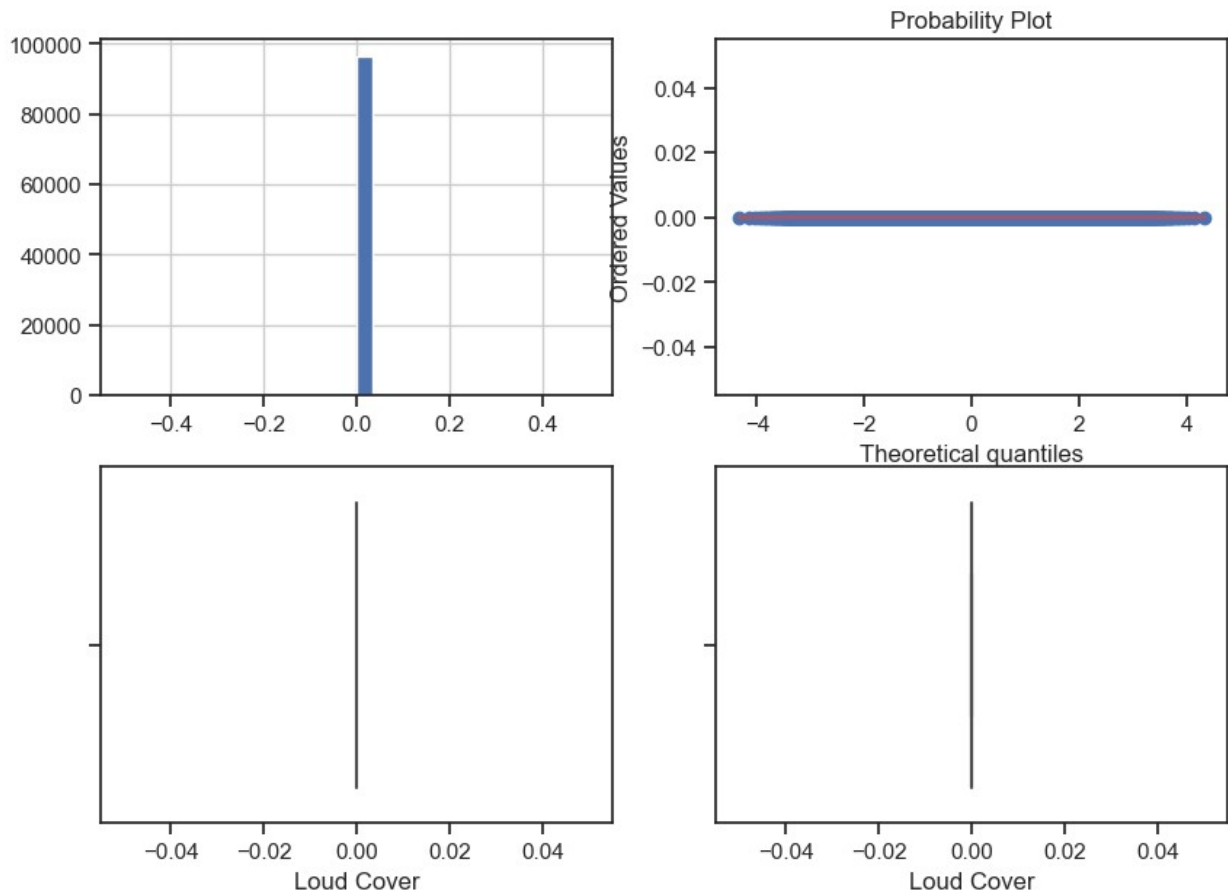 100000
80000
60000
40000
20000
0
−0.4 −0.2 0.0 0.2 0.4
Probability Plot
Ordered Values
0.04
0.02
0.00
−0.02
−0.04
−4 −2 0 2 4
Theoretical quantiles
−0.04 −0.02 0.00 0.02 0.04
Loud Cover
−0.04 −0.02 0.00 0.02 0.04
Loud Cover